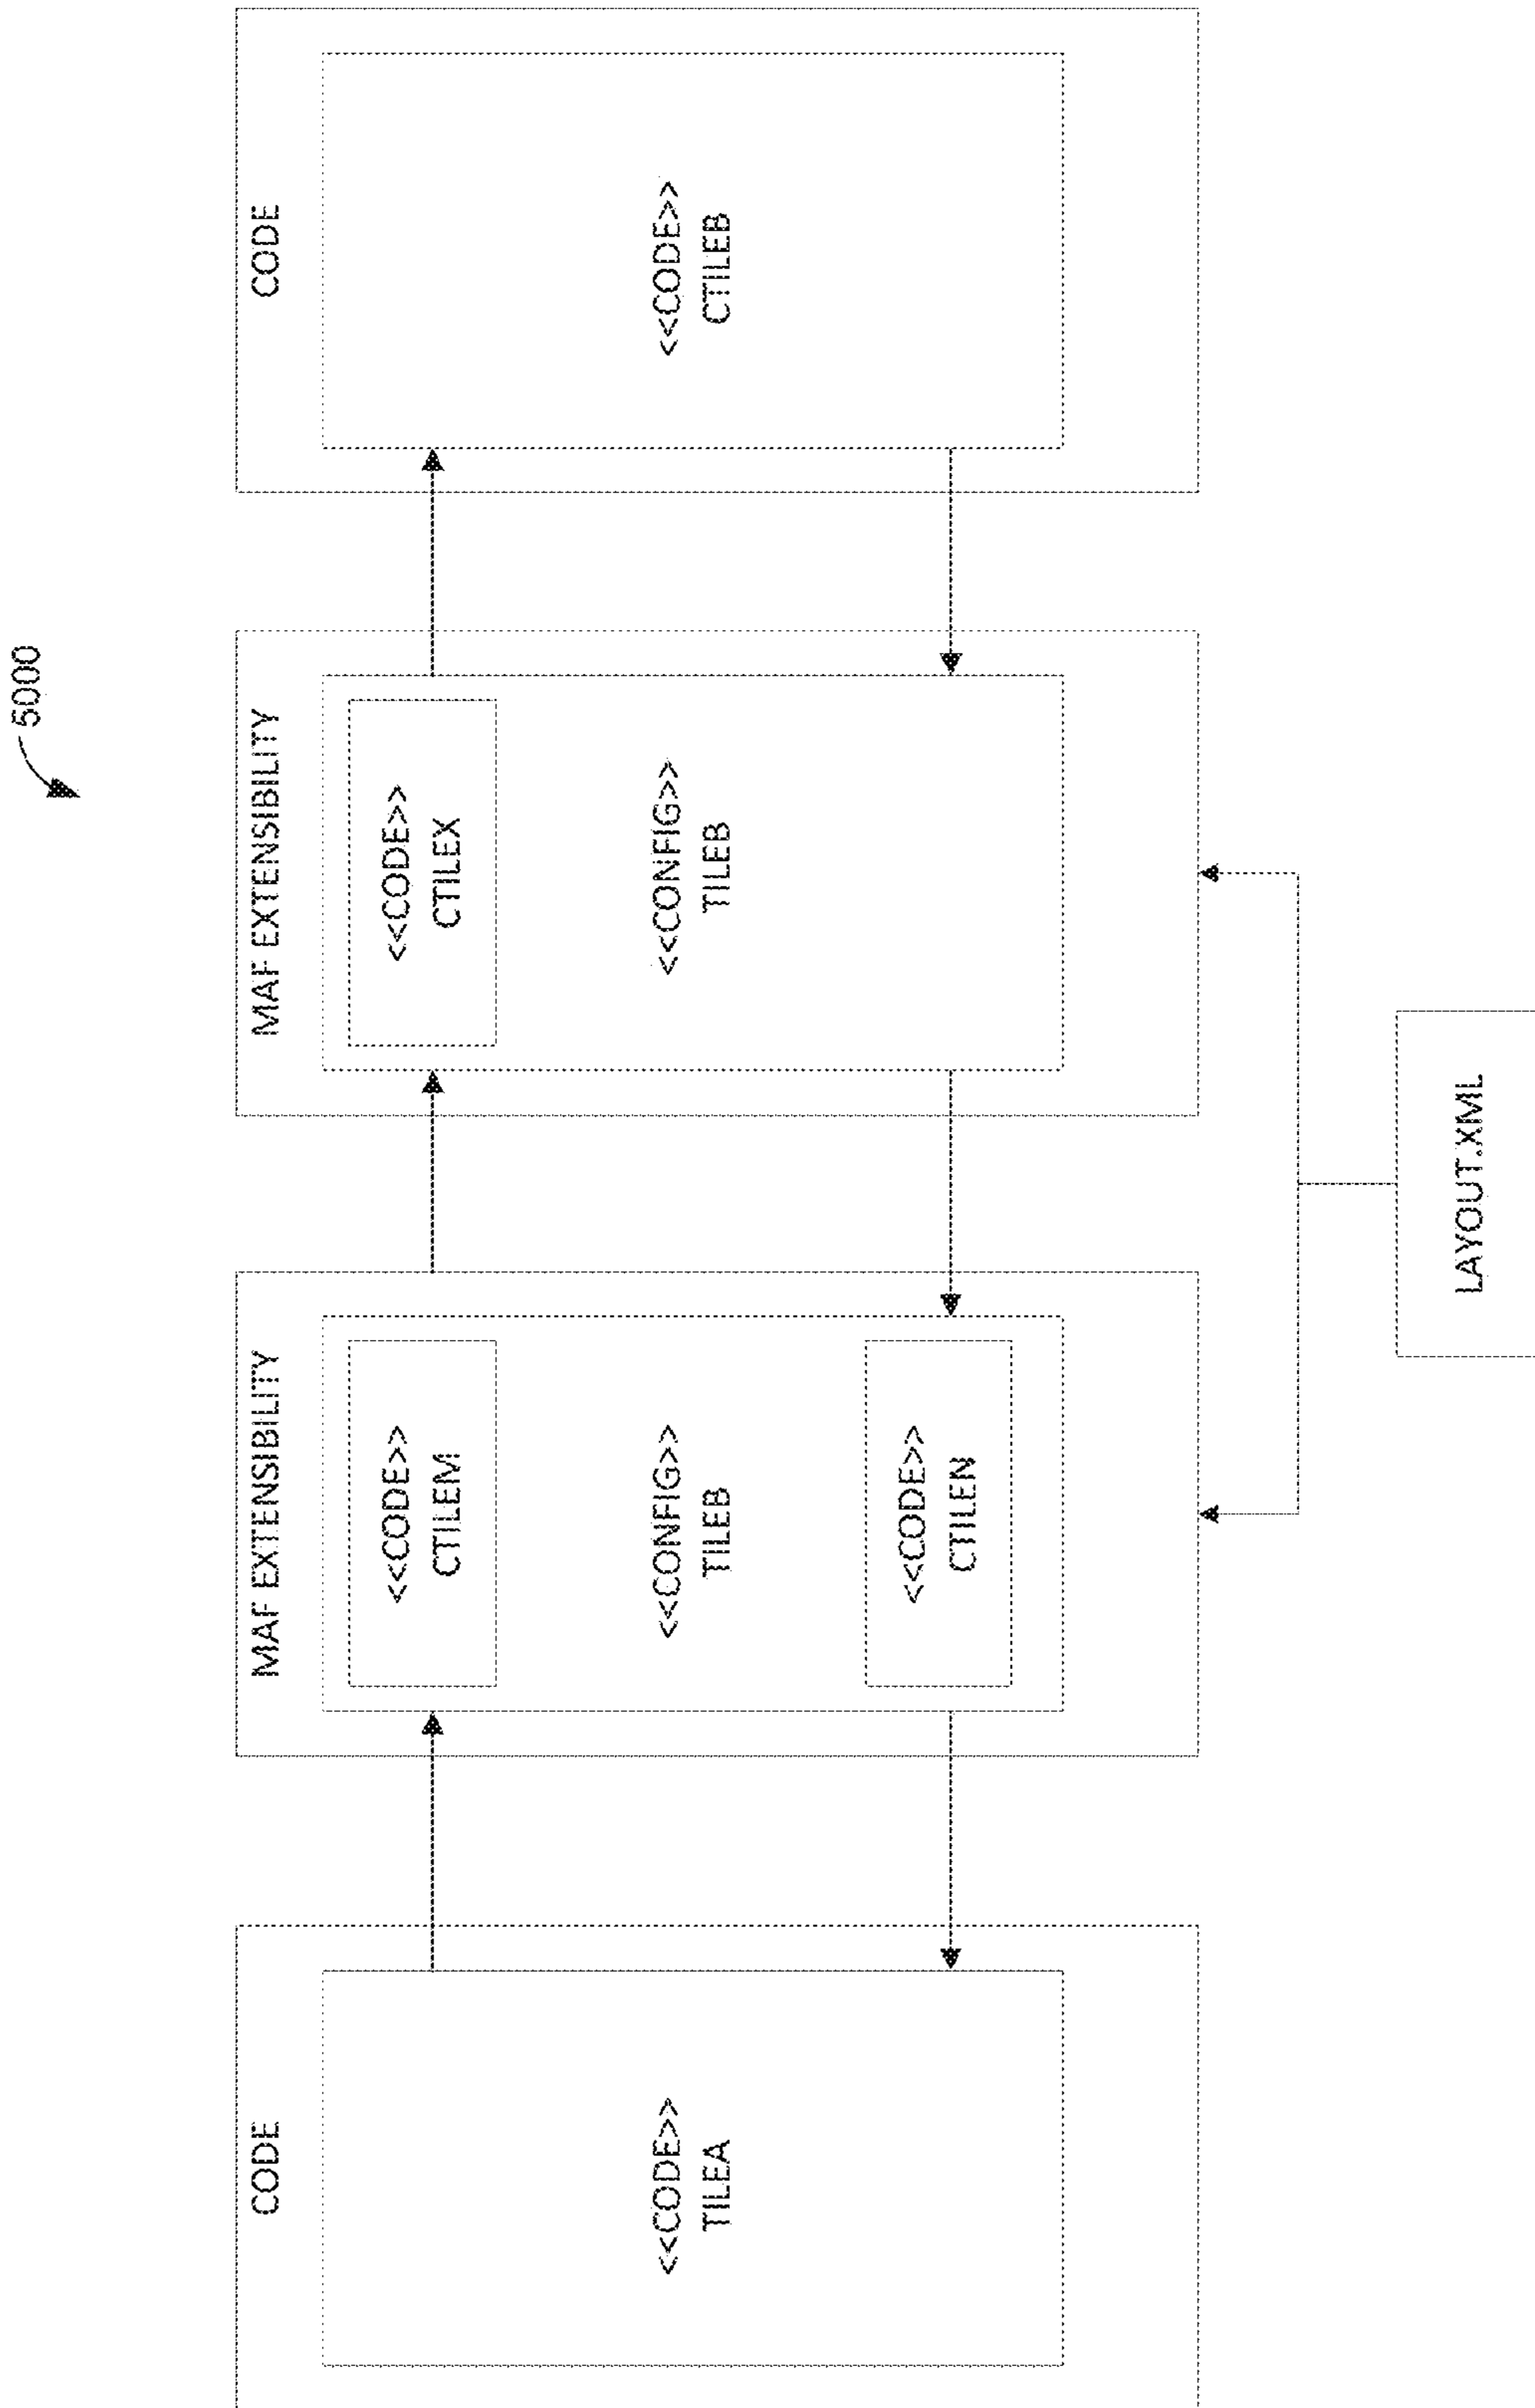 5000
CODE
<<CODE>>
TILEA
MAF EXTENSIBILITY
<<CODE>>
CTILEM
<<CONFIG>>
TILEB
<<CODE>>
CTILEN
MAF EXTENSIBILITY
<<CODE>>
CTILEX
<<CONFIG>>
TILEB
CODE
<<CODE>>
CTILEB
LAYOUT.XML